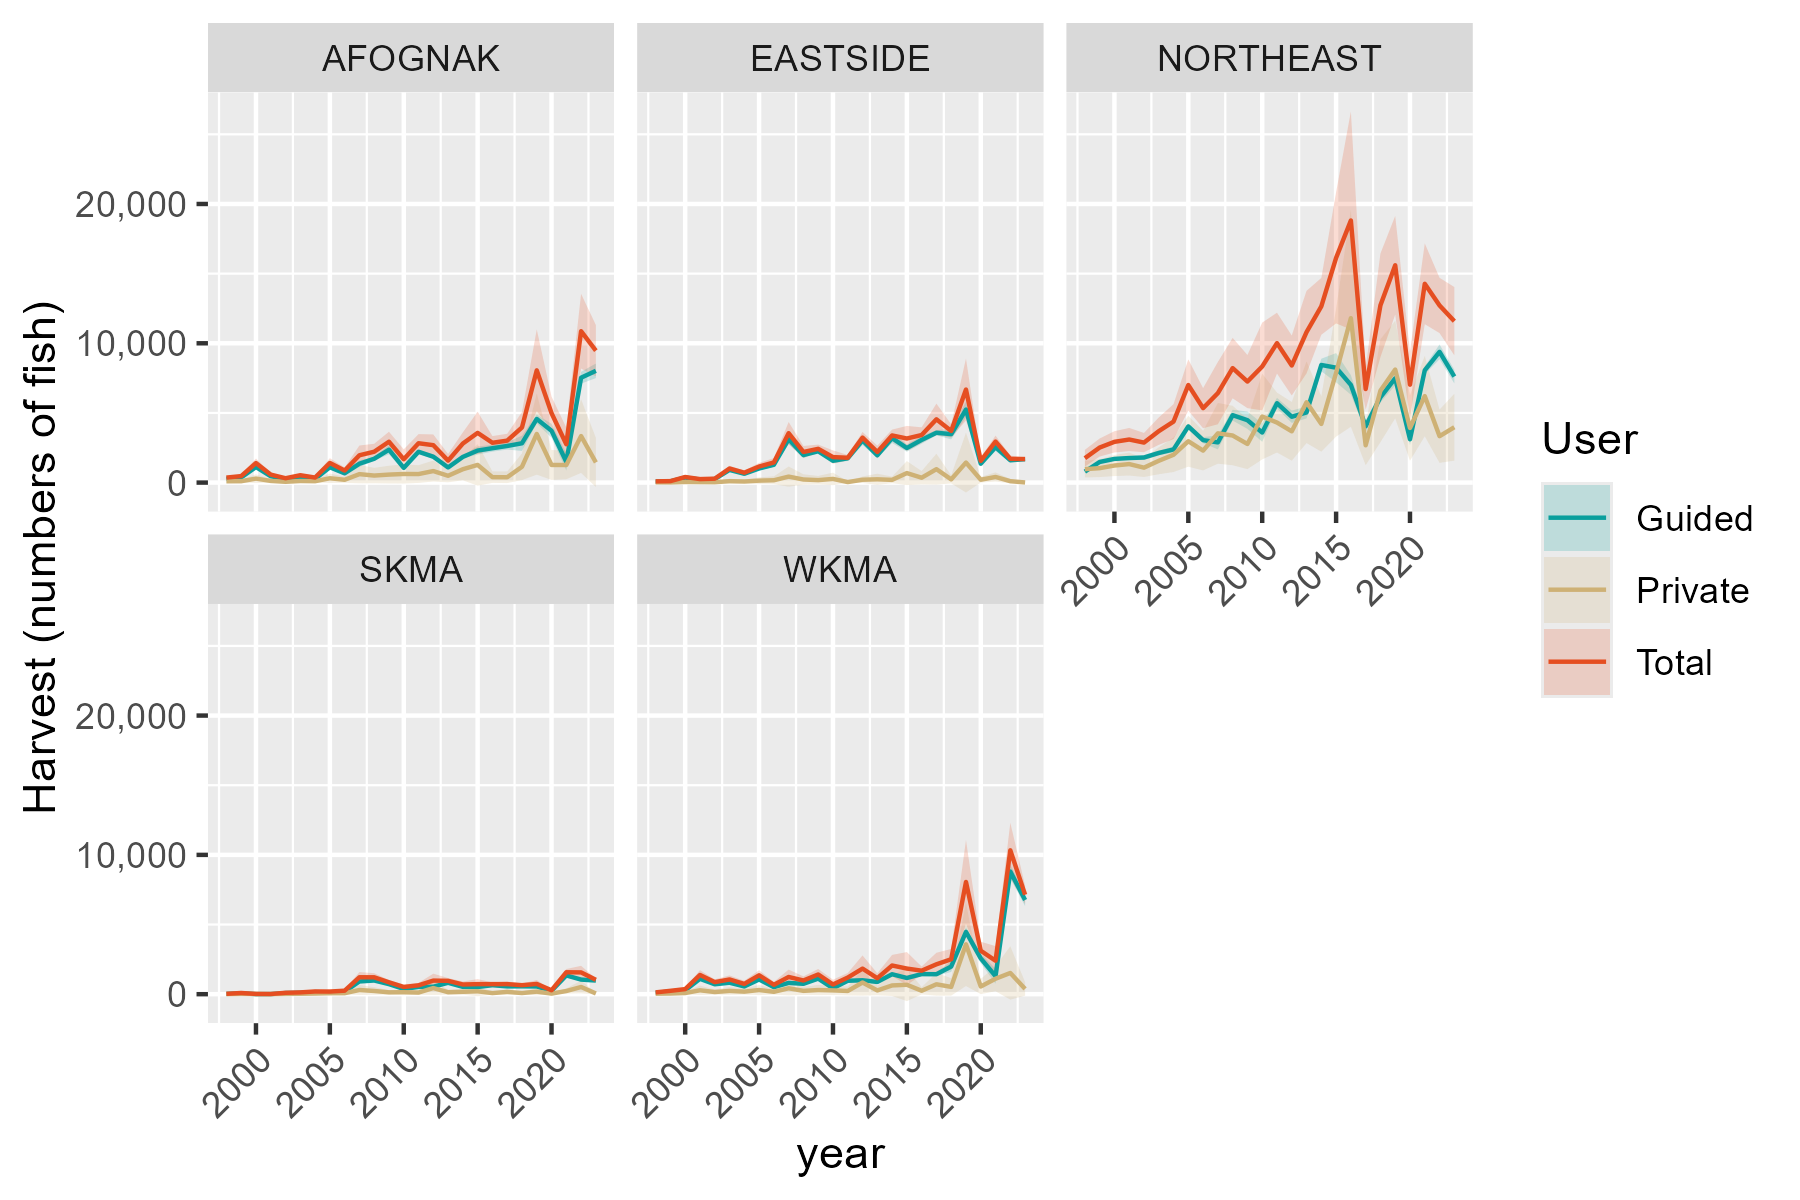 AFOGNAK
EASTSIDE
NORTHEAST
20,000
10,000
0
2000
2005
2010
2015
2020
SKMA
WKMA
20,000
10,000
0
2000
2005
2010
2015
2020
2000
2005
2010
2015
2020
year
Harvest (numbers of fish)
User
Guided
Private
Total